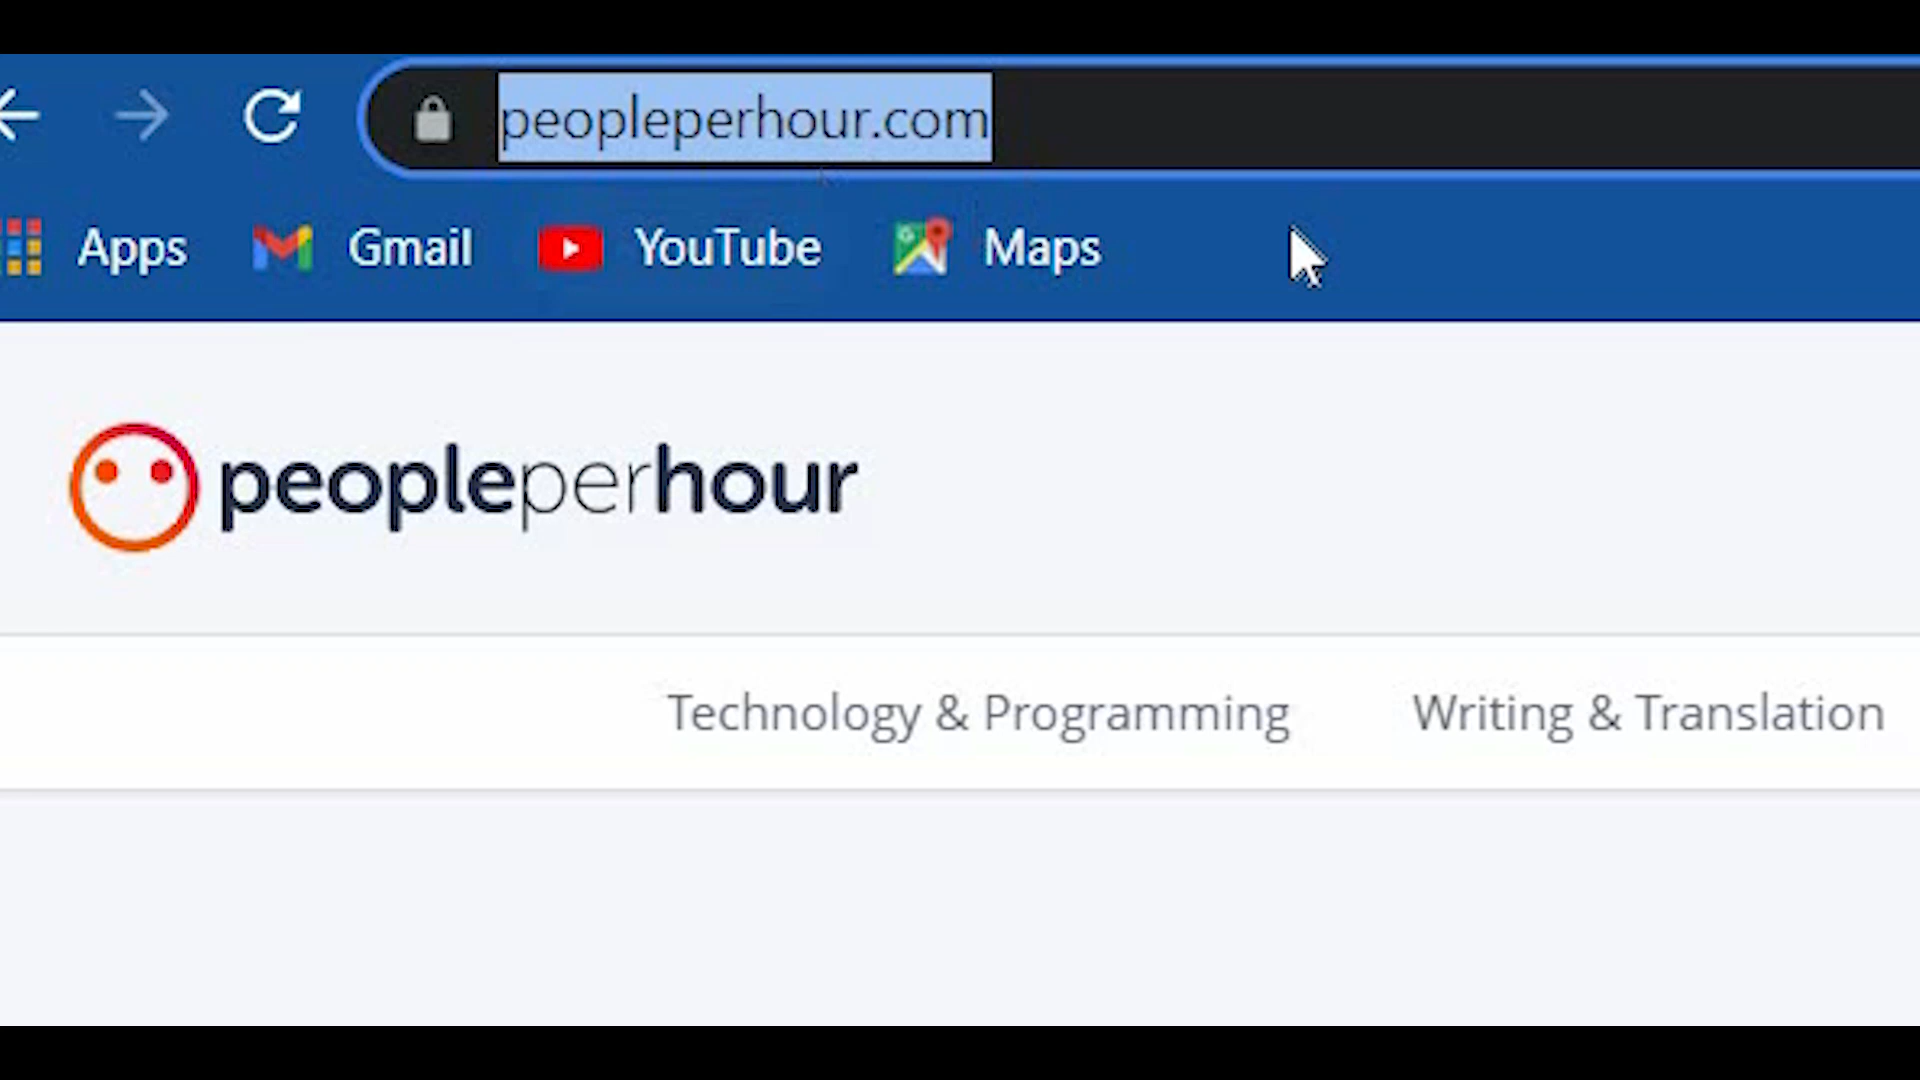 peopleperhour.com
Apps Gmail YouTube Maps
peopleperhour
Technology & Programming Writing & Translation